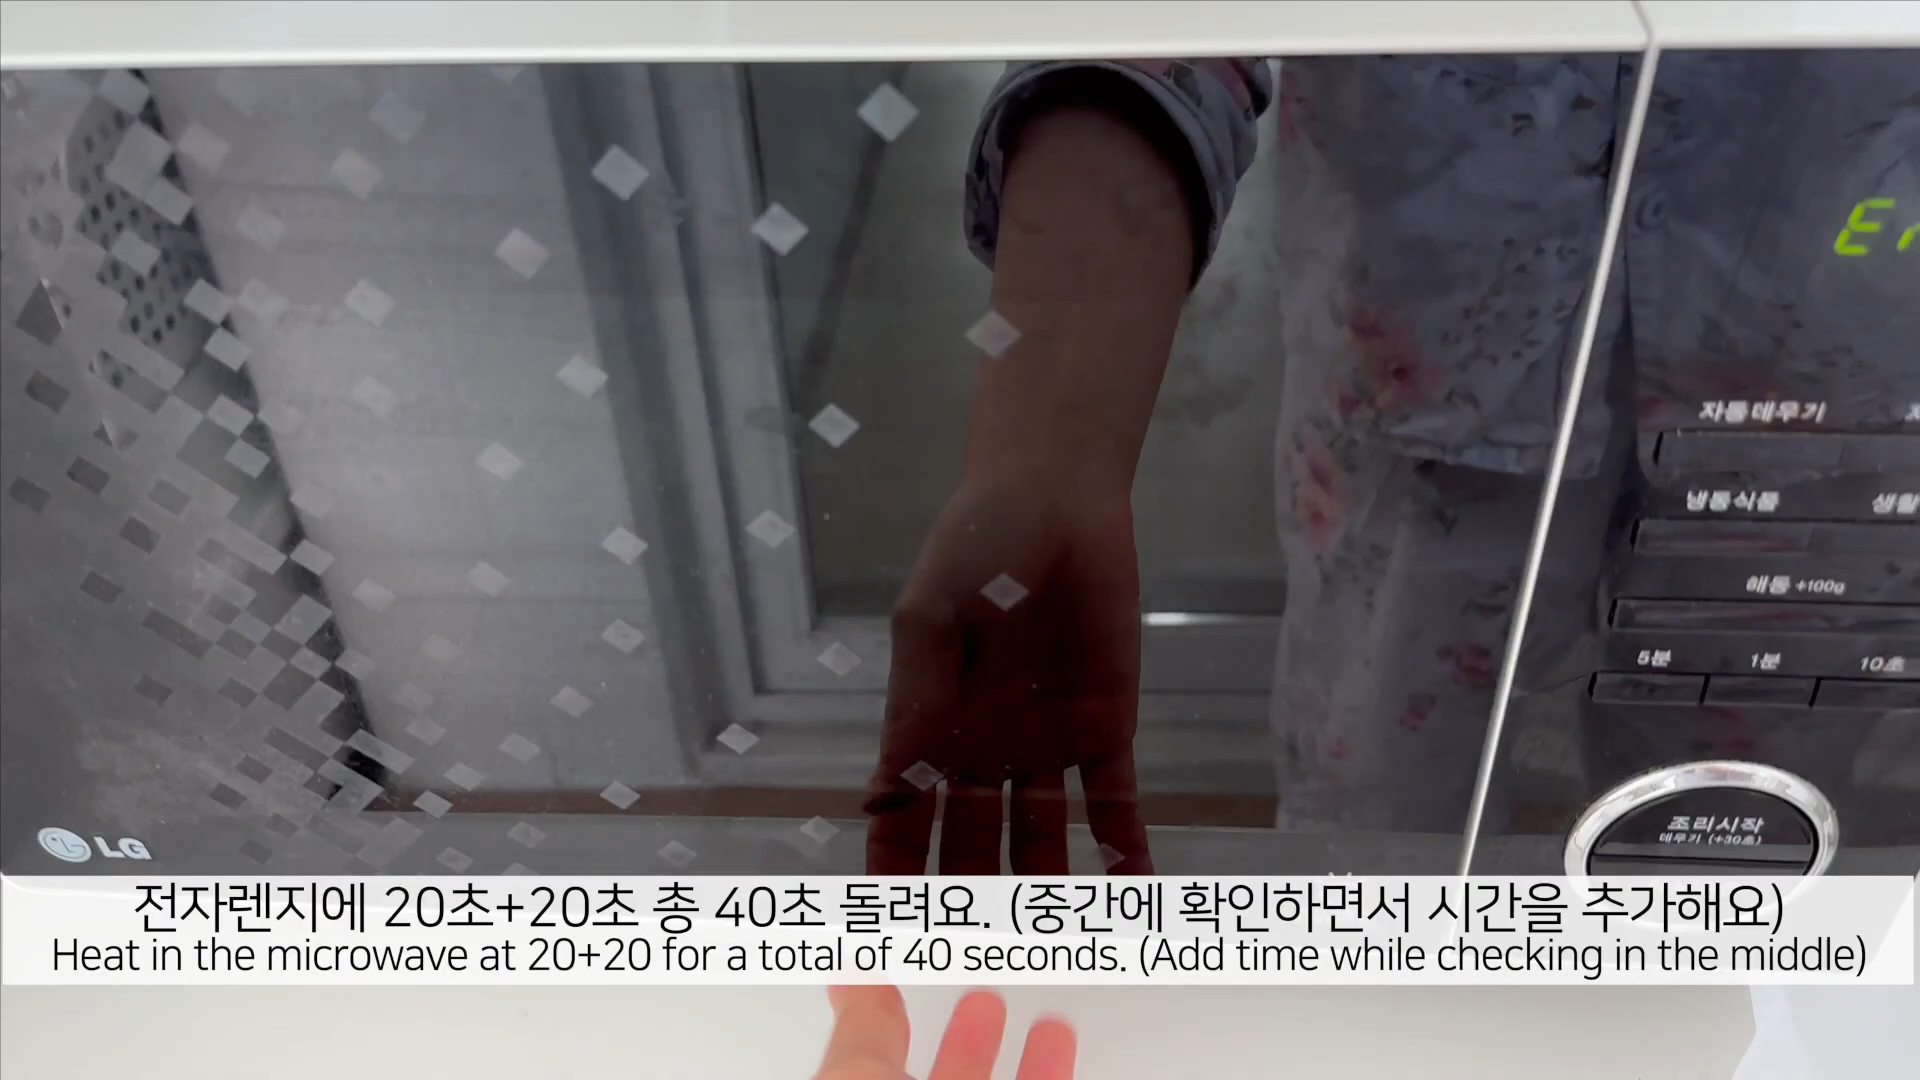 자동데우기
냉동식품
생활
해동 +100g
5분 1분 10초
조리시작
데우기 (+30초)
LG
전자렌지에 20초+20초 총 40초 돌려요. (중간에 확인하면서 시간을 추가해요)
Heat in the microwave at 20+20 for a total of 40 seconds. (Add time while checking in the middle)